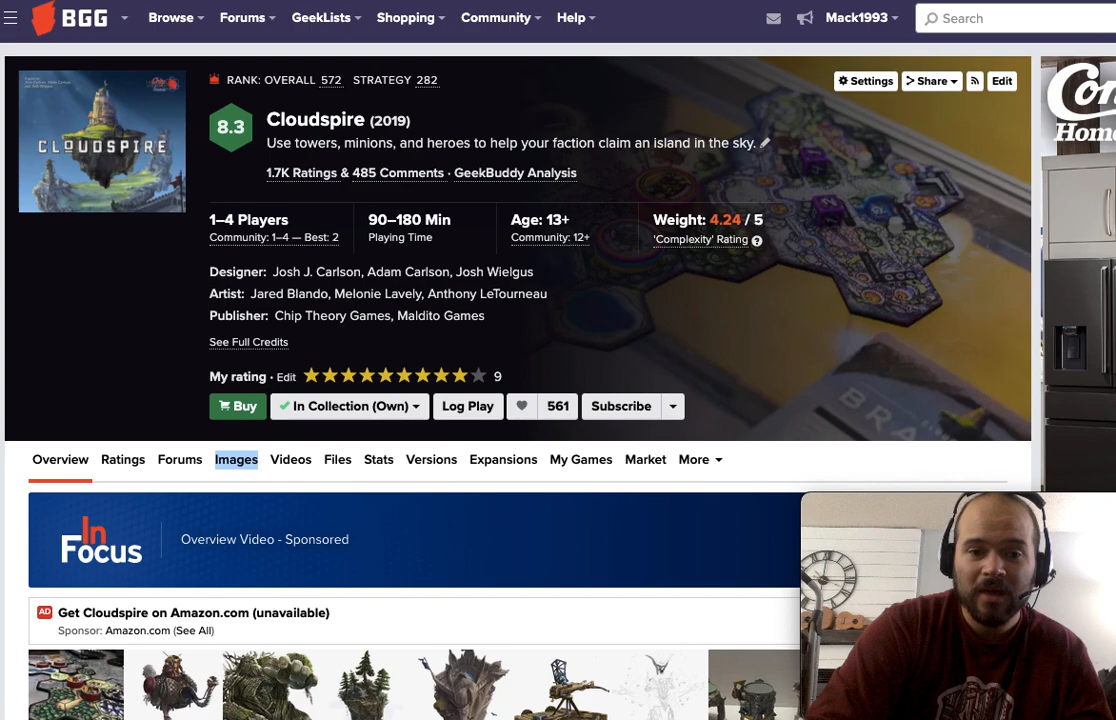 BGG Browse Forums GeekLists Shopping Community Help Mack1993 Search
RANK: OVERALL 572 STRATEGY 282
Settings Share Edit
CLOUDSPIRE
8.3
Cloudspire (2019)
Use towers, minions, and heroes to help your faction claim an island in the sky.
1.7K Ratings & 485 Comments · GeekBuddy Analysis
1–4 Players 90–180 Min Age: 13+ Weight: 4.24 / 5
Community: 1–4 — Best: 2 Playing Time Community: 12+ 'Complexity' Rating ?
Designer: Josh J. Carlson, Adam Carlson, Josh Wielgus
Artist: Jared Blando, Melonie Lavely, Anthony LeTourneau
Publisher: Chip Theory Games, Maldito Games
See Full Credits
My rating · Edit 9
Buy In Collection (Own) Log Play 561 Subscribe
Overview Ratings Forums Images Videos Files Stats Versions Expansions My Games Market More
In Focus
Overview Video - Sponsored
AD Get Cloudspire on Amazon.com (unavailable)
Sponsor: Amazon.com (See All)